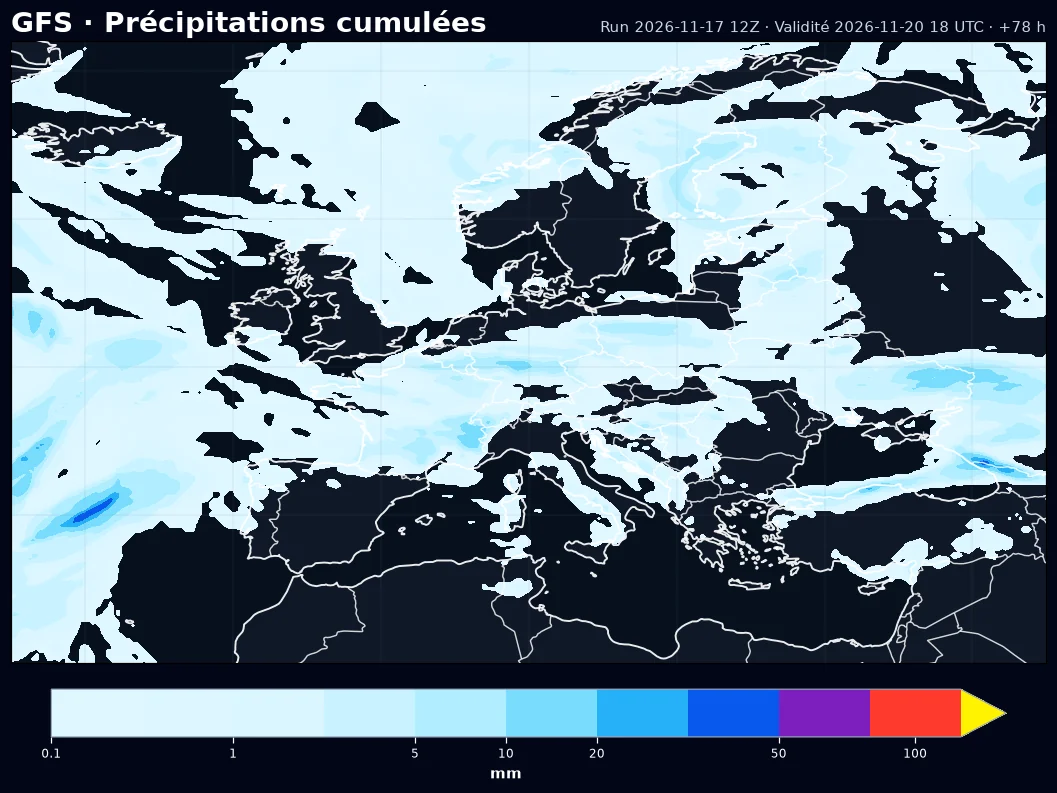 GFS · Précipitations cumulées
Run 2026-11-17 12Z · Validité 2026-11-20 18 UTC · +78 h
0.1 1 5 10 20 50 100
mm